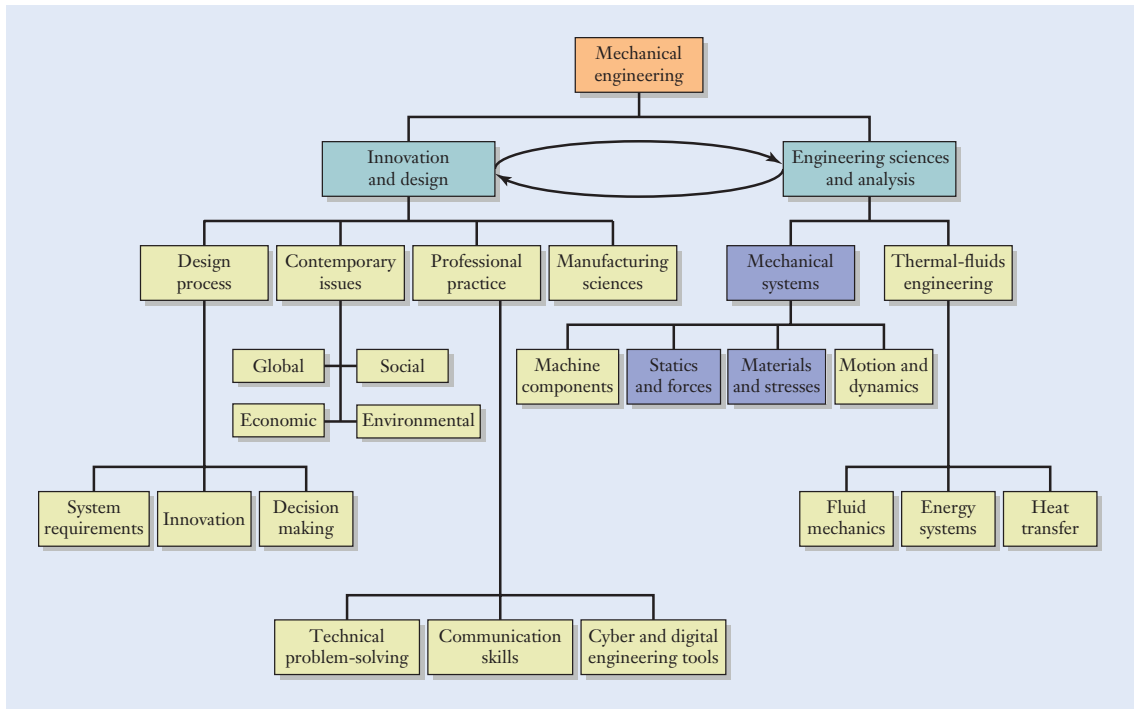 Mechanical
engineering
Innovation
and design
Engineering sciences
and analysis
Design
process
Contemporary
issues
Professional
practice
Manufacturing
sciences
Mechanical
systems
Thermal-fluids
engineering
Global
Social
Economic
Environmental
Machine
components
Statics
and forces
Materials
and stresses
Motion and
dynamics
System
requirements
Innovation
Decision
making
Fluid
mechanics
Energy
systems
Heat
transfer
Technical
problem-solving
Communication
skills
Cyber and digital
engineering tools